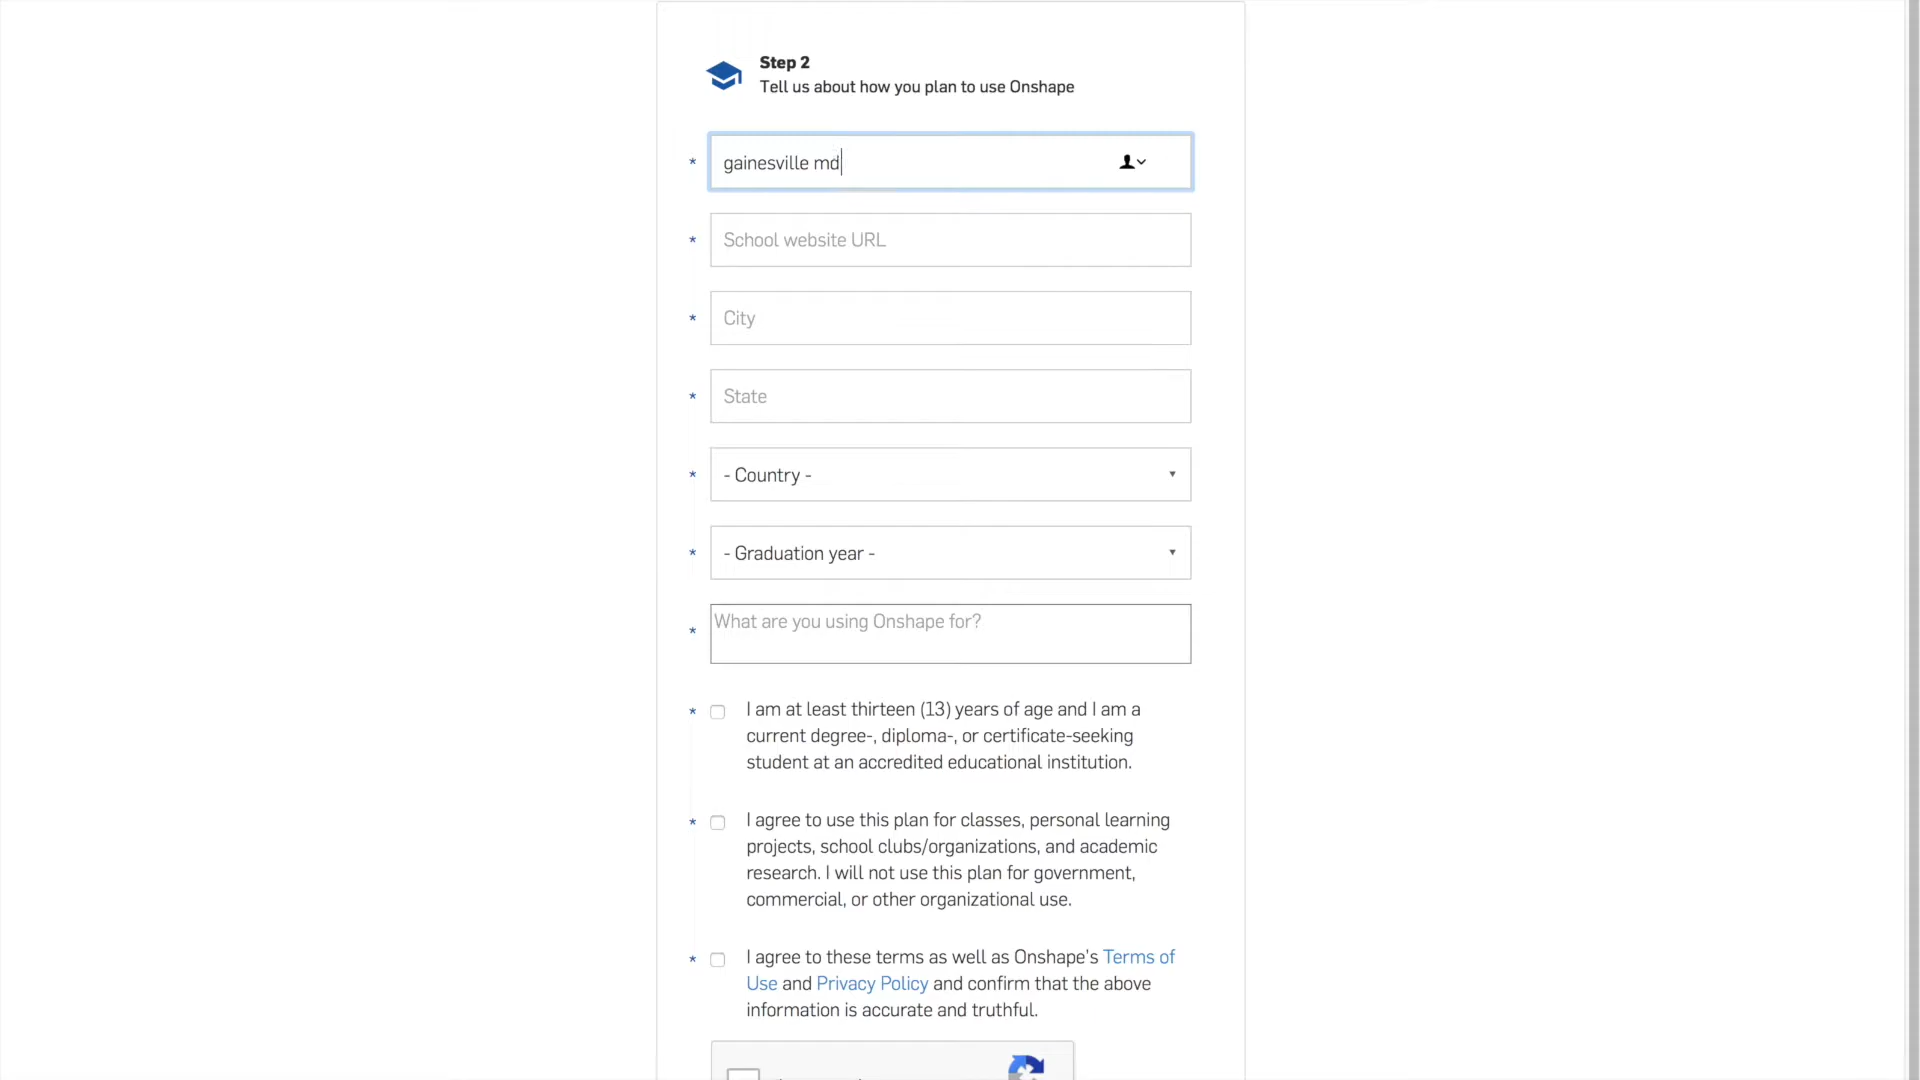 Step 2
Tell us about how you plan to use Onshape
* gainesville md
* School website URL
* City
* State
* - Country -
* - Graduation year -
* What are you using Onshape for?
* I am at least thirteen (13) years of age and I am a
current degree-, diploma-, or certificate-seeking
student at an accredited educational institution.
* I agree to use this plan for classes, personal learning
projects, school clubs/organizations, and academic
research. I will not use this plan for government,
commercial, or other organizational use.
* I agree to these terms as well as Onshape's Terms of
Use and Privacy Policy and confirm that the above
information is accurate and truthful.